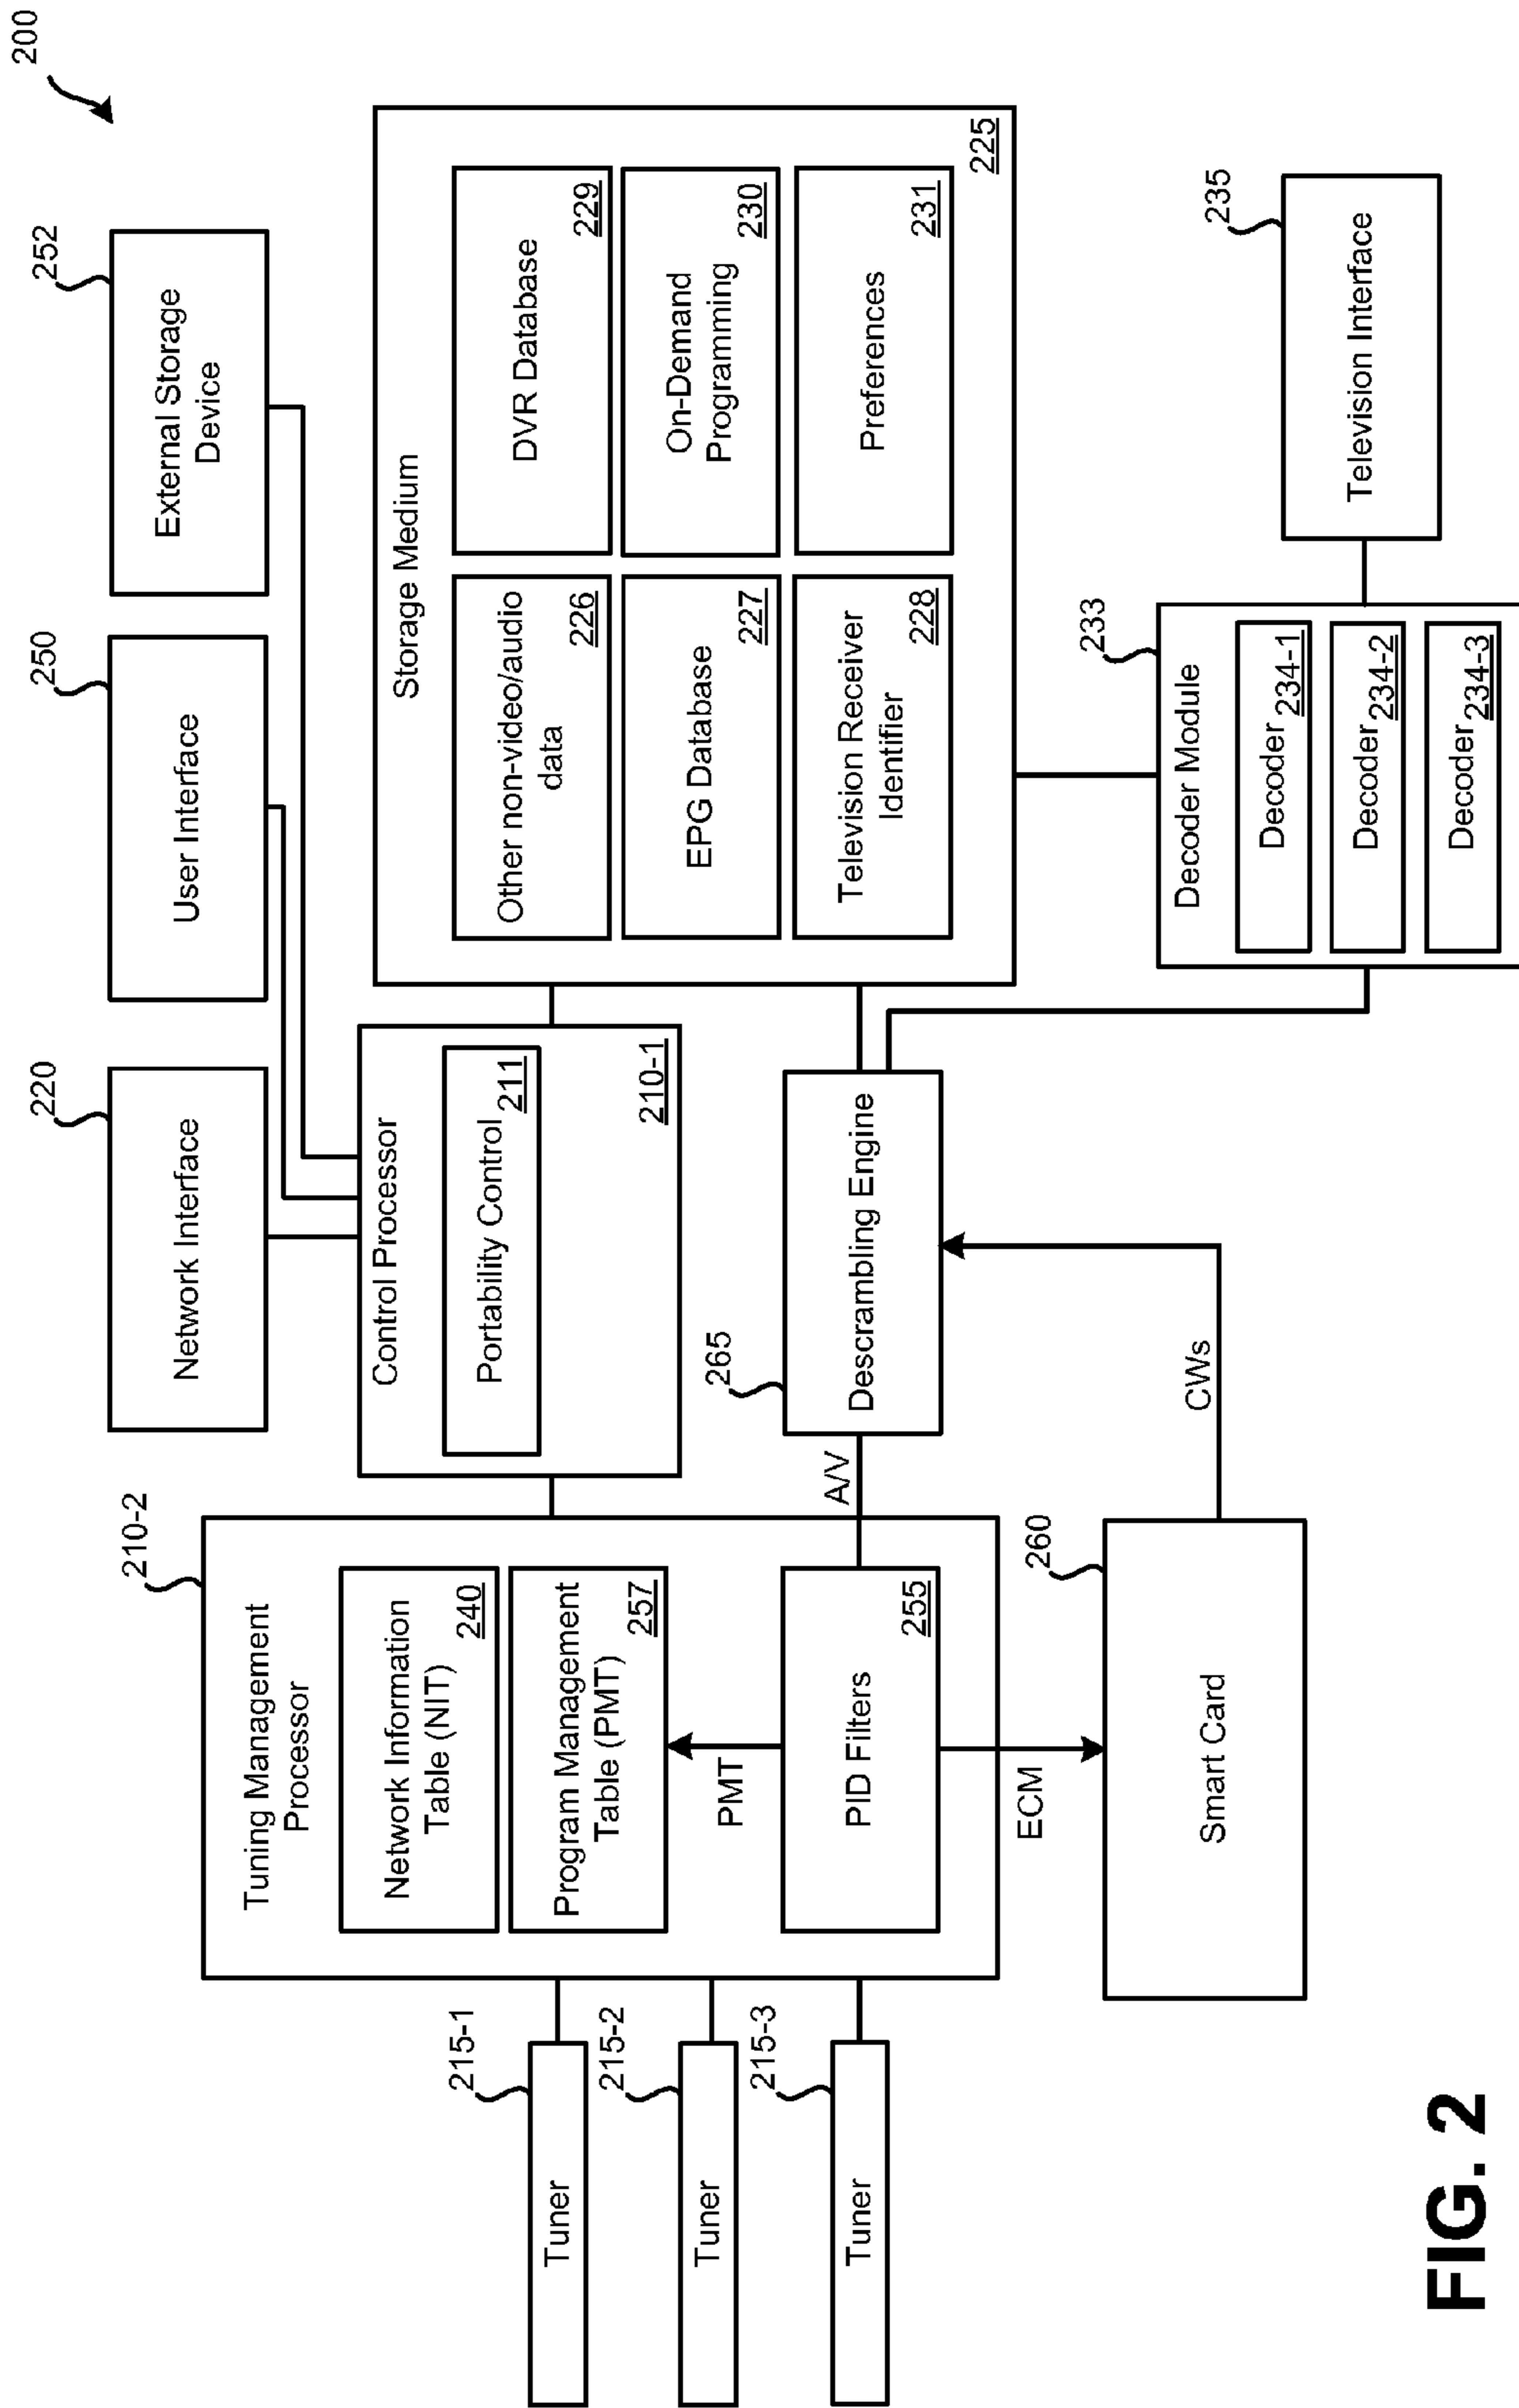 200
252
External Storage
Device
250
User Interface
220
Network Interface
210-2
Tuning Management
Processor
Network Information
Table (NIT)
240
Program Management
Table (PMT)
257
PMT
PID Filters
255
A/V
ECM
Control Processor
Portability Control
211
210-1
Storage Medium
Other non-video/audio
data
226
DVR Database
229
EPG Database
227
On-Demand
Programming
230
Television Receiver
Identifier
228
Preferences
231
225
215-1
Tuner
215-2
Tuner
215-3
Tuner
265
Descrambling Engine
260
Smart Card
CWs
233
Decoder Module
Decoder
234-1
Decoder
234-2
Decoder
234-3
235
Television Interface
FIG. 2